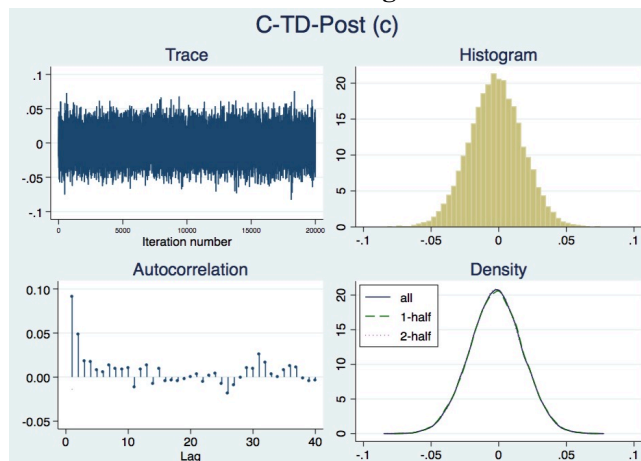 C-TD-Post (c)
Trace
.1
.05
0
-.05
-.1
0 5000 10000 15000 20000
Iteration number
Histogram
20
15
10
5
0
-.1 -.05 0 .05 .1
Autocorrelation
0.10
0.05
0.00
-0.05
0 10 20 30 40
Lag
Density
20
15
10
5
0
all
1-half
2-half
-.1 -.05 0 .05 .1